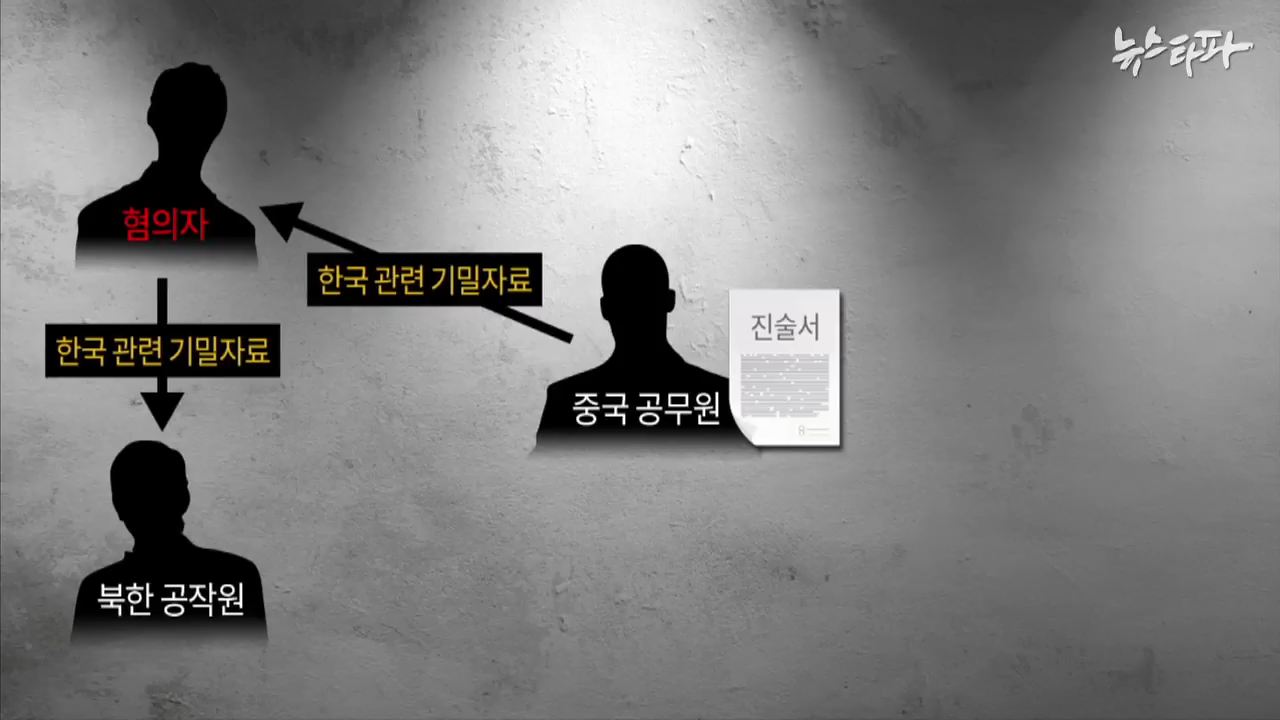 뉴스타파
혐의자
한국 관련 기밀자료
한국 관련 기밀자료
진술서
중국 공무원
북한 공작원